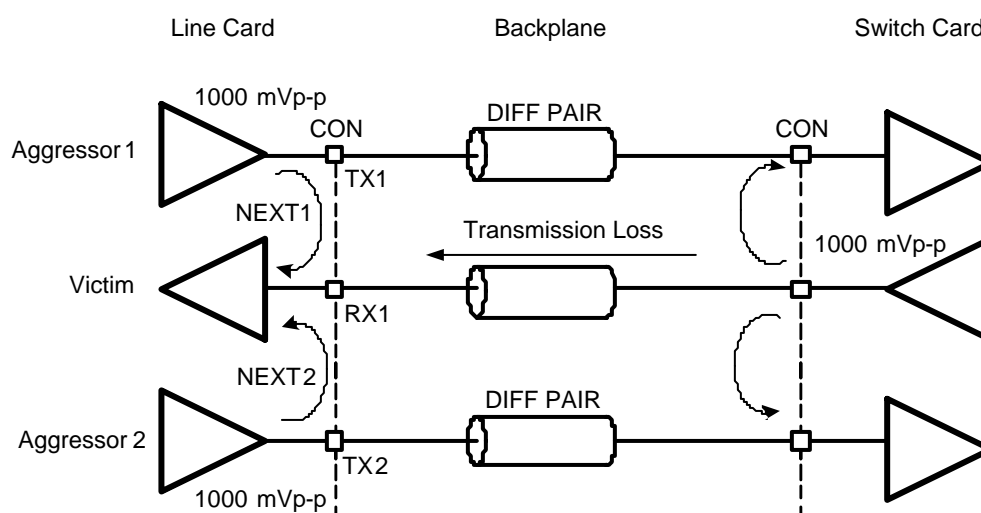 Line Card
Backplane
Switch Card
1000 mVp-p
DIFF PAIR
CON
CON
Aggressor 1
TX1
NEXT1
Transmission Loss
1000 mVp-p
Victim
RX1
NEXT2
DIFF PAIR
Aggressor 2
TX2
1000 mVp-p